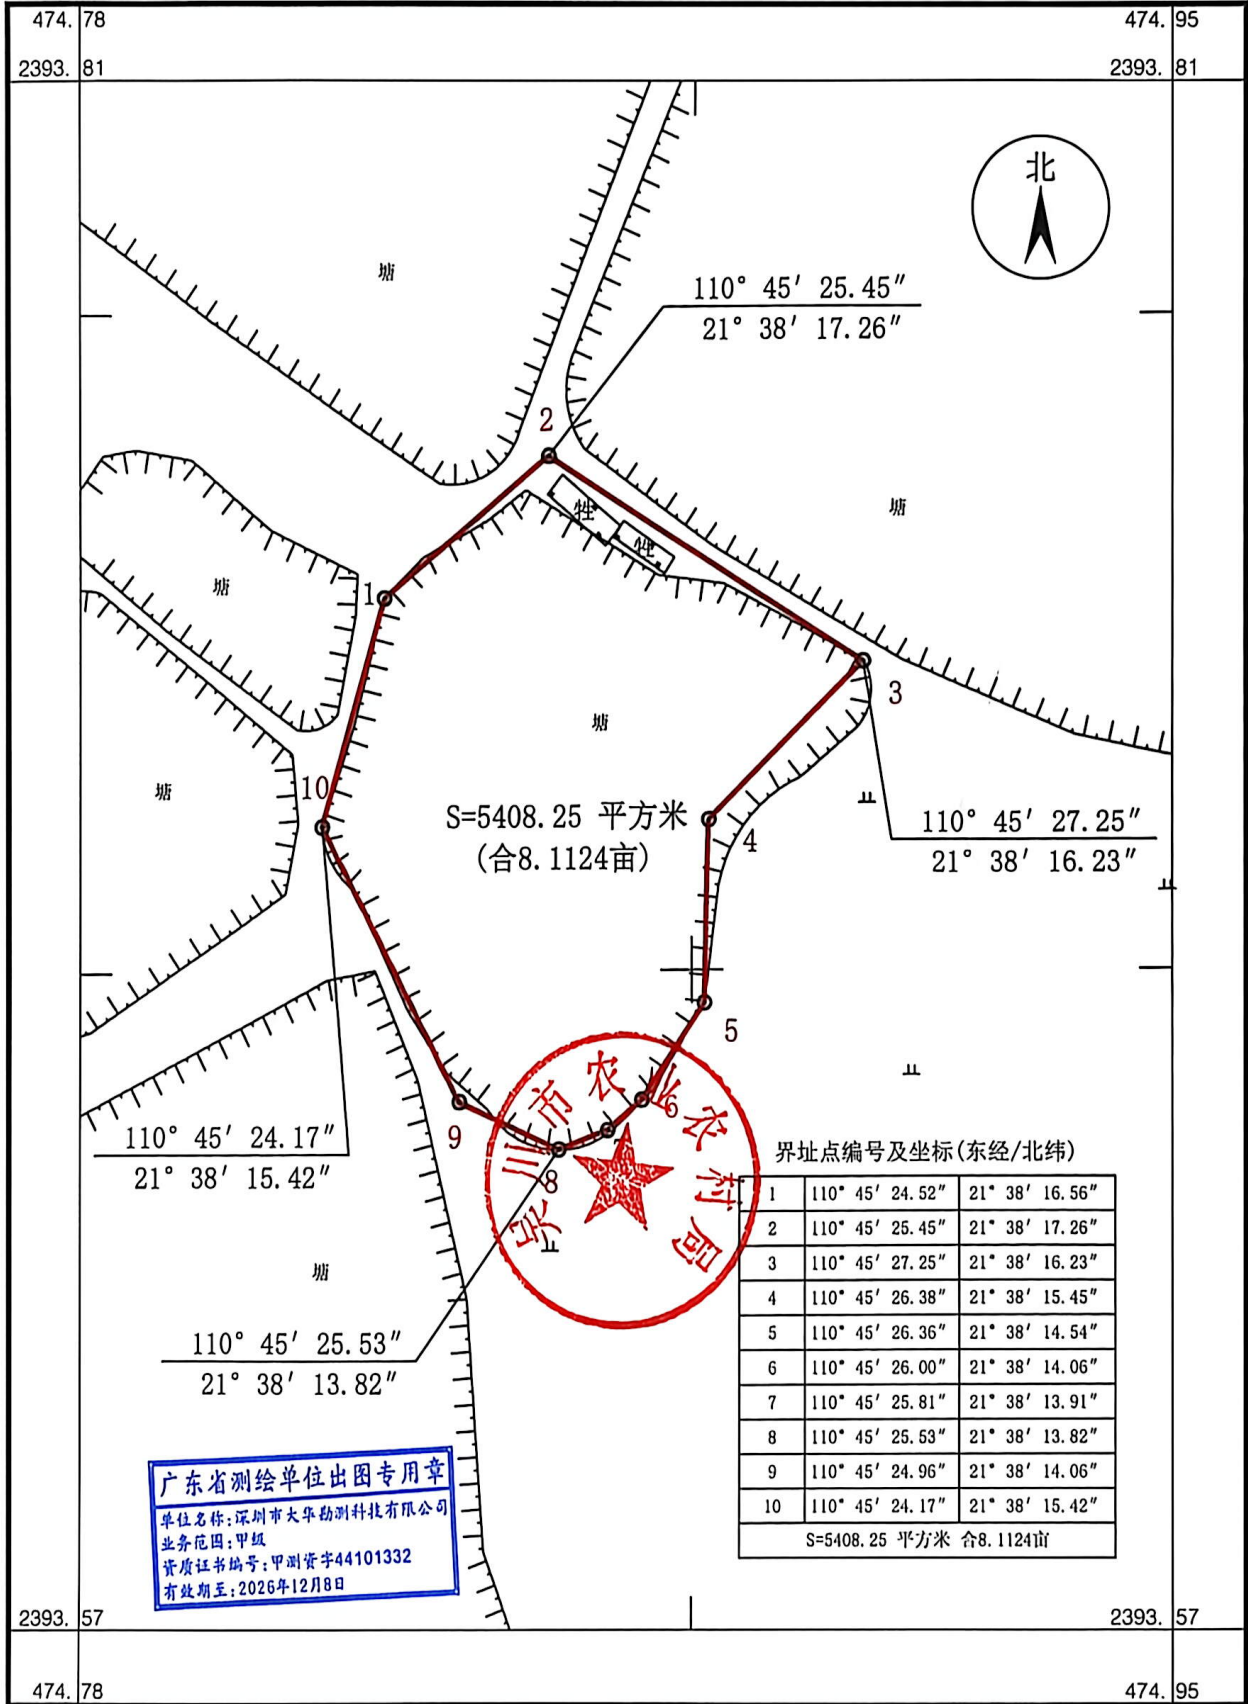 474. 78
474. 95
2393. 81
2393. 81
北
塘
110° 45′ 25.45″
21° 38′ 17.26″
2
塘
牲
牲
塘
1
3
塘
塘
10
S=5408.25 平方米
(合8.1124亩)
4
110° 45′ 27.25″
21° 38′ 16.23″
5
6
9
8
110° 45′ 24.17″
21° 38′ 15.42″
吴川市农业农村局
塘
110° 45′ 25.53″
21° 38′ 13.82″
界址点编号及坐标(东经/北纬)
1 110° 45′ 24.52″ 21° 38′ 16.56″
2 110° 45′ 25.45″ 21° 38′ 17.26″
3 110° 45′ 27.25″ 21° 38′ 16.23″
4 110° 45′ 26.38″ 21° 38′ 15.45″
5 110° 45′ 26.36″ 21° 38′ 14.54″
6 110° 45′ 26.00″ 21° 38′ 14.06″
7 110° 45′ 25.81″ 21° 38′ 13.91″
8 110° 45′ 25.53″ 21° 38′ 13.82″
9 110° 45′ 24.96″ 21° 38′ 14.06″
10 110° 45′ 24.17″ 21° 38′ 15.42″
S=5408.25 平方米 合8.1124亩
广东省测绘单位出图专用章
单位名称:深圳市大华勘测科技有限公司
业务范围:甲级
资质证书编号:甲测资字44101332
有效期至:2026年12月8日
2393. 57
2393. 57
474. 78
474. 95